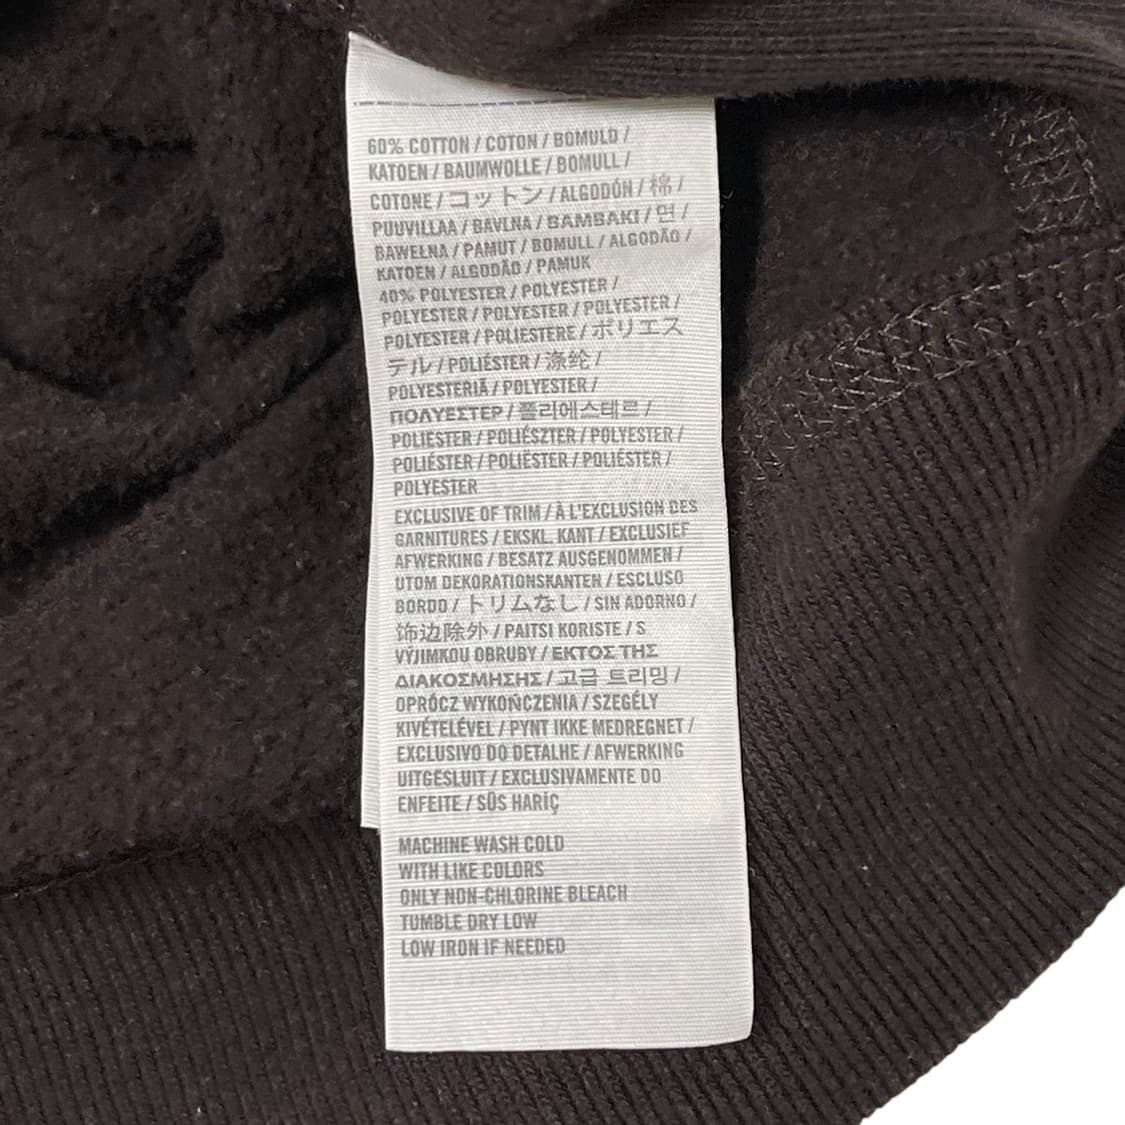 60% COTTON / COTON / BOMULD /
KATOEN / BAUMWOLLE / BOMULL /
COTONE / コットン / ALGODÓN / 棉 /
PUUVILLAA / BAVLNA / BAMBAKI / 면 /
BAWEŁNA / PAMUT / BOMULL / ALGODÃO /
KATOEN / ALGODÃO / PAMUK
40% POLYESTER / POLYESTER /
POLYESTER / POLYESTER / POLYESTER /
POLYESTER / POLIESTERE / ポリエス
テル / POLIÉSTER / 涤纶 /
POLYESTERIÄ / POLYESTER /
ΠΟΛΥΕΣΤΕΡ / 폴리에스테르 /
POLIESTER / POLIÉSZTER / POLYESTER /
POLIÉSTER / POLIËSTER / POLIÉSTER /
POLYESTER
EXCLUSIVE OF TRIM / À L'EXCLUSION DES
GARNITURES / EKSKL. KANT / EXCLUSIEF
AFWERKING / BESATZ AUSGENOMMEN /
UTOM DEKORATIONSKANTEN / ESCLUSO
BORDO / トリムなし / SIN ADORNO /
饰边除外 / PAITSI KORISTE / S
VÝJIMKOU OBRUBY / ΕΚΤΟΣ ΤΗΣ
ΔΙΑΚΟΣΜΗΣΗΣ / 고급 트리밍 /
OPRÓCZ WYKOŃCZENIA / SZEGÉLY
KIVÉTELÉVEL / PYNT IKKE MEDREGNET /
EXCLUSIVO DO DETALHE / AFWERKING
UITGESLUIT / EXCLUSIVAMENTE DO
ENFEITE / SÜS HARİÇ
MACHINE WASH COLD
WITH LIKE COLORS
ONLY NON-CHLORINE BLEACH
TUMBLE DRY LOW
LOW IRON IF NEEDED